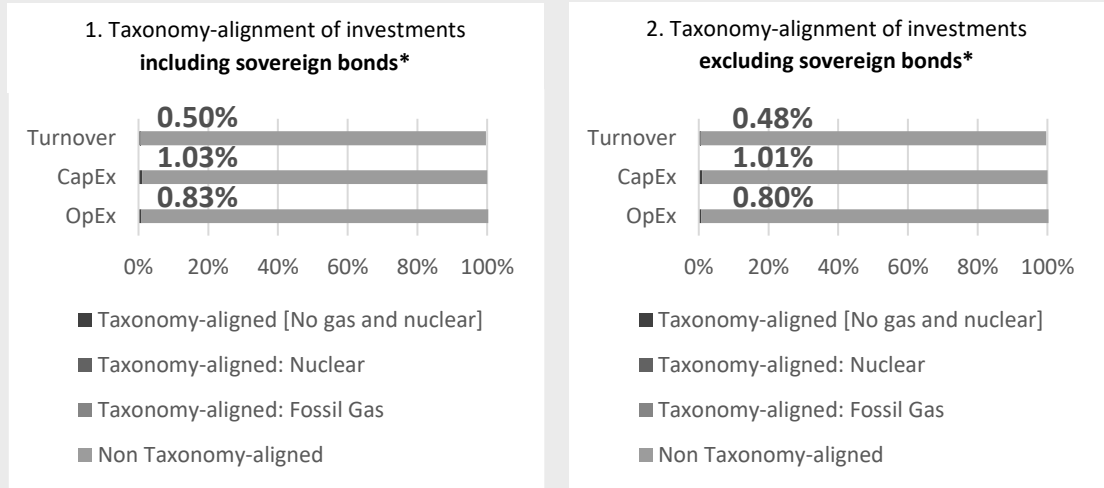 1. Taxonomy-alignment of investments
including sovereign bonds*
Turnover
0.50%
CapEx
1.03%
OpEx
0.83%
0% 20% 40% 60% 80% 100%
Taxonomy-aligned [No gas and nuclear]
Taxonomy-aligned: Nuclear
Taxonomy-aligned: Fossil Gas
Non Taxonomy-aligned
2. Taxonomy-alignment of investments
excluding sovereign bonds*
Turnover
0.48%
CapEx
1.01%
OpEx
0.80%
0% 20% 40% 60% 80% 100%
Taxonomy-aligned [No gas and nuclear]
Taxonomy-aligned: Nuclear
Taxonomy-aligned: Fossil Gas
Non Taxonomy-aligned